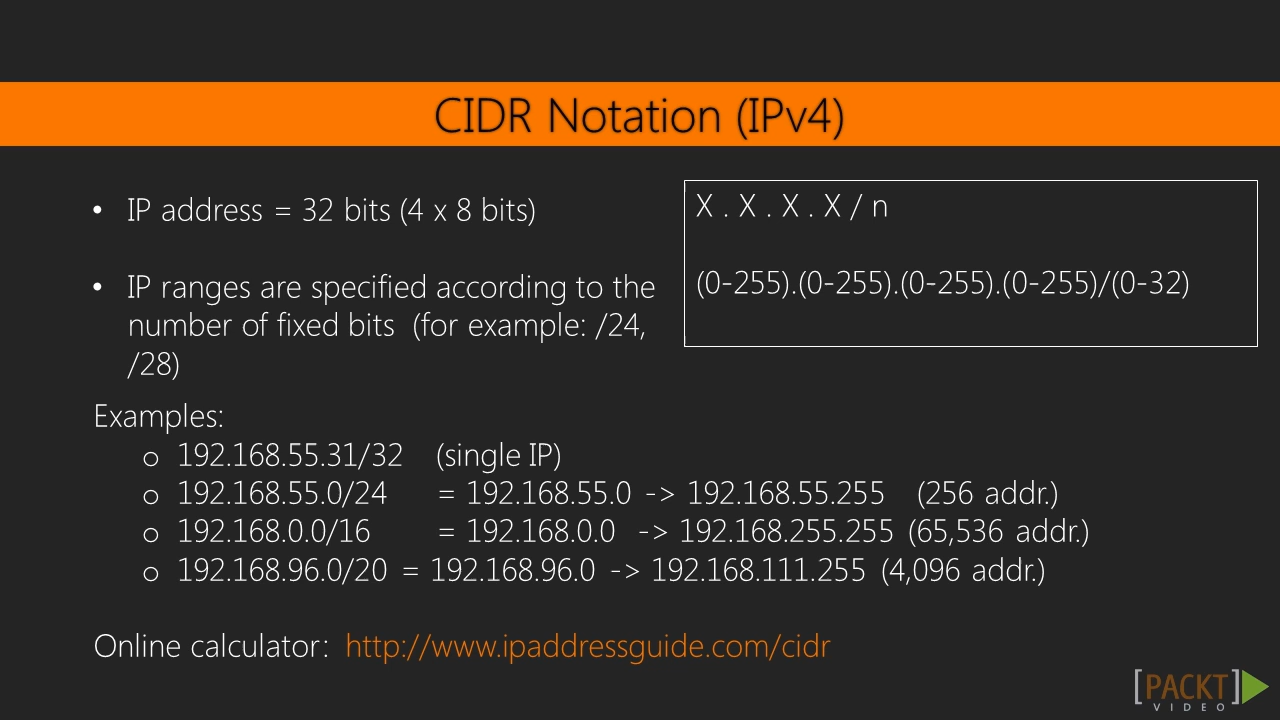 CIDR Notation (IPv4)
• IP address = 32 bits (4 x 8 bits)
• IP ranges are specified according to the
number of fixed bits (for example: /24,
/28)
X . X . X . X / n
(0-255).(0-255).(0-255).(0-255)/(0-32)
Examples:
o 192.168.55.31/32 (single IP)
o 192.168.55.0/24 = 192.168.55.0 -> 192.168.55.255 (256 addr.)
o 192.168.0.0/16 = 192.168.0.0 -> 192.168.255.255 (65,536 addr.)
o 192.168.96.0/20 = 192.168.96.0 -> 192.168.111.255 (4,096 addr.)
Online calculator: http://www.ipaddressguide.com/cidr
[PACKT]
VIDEO